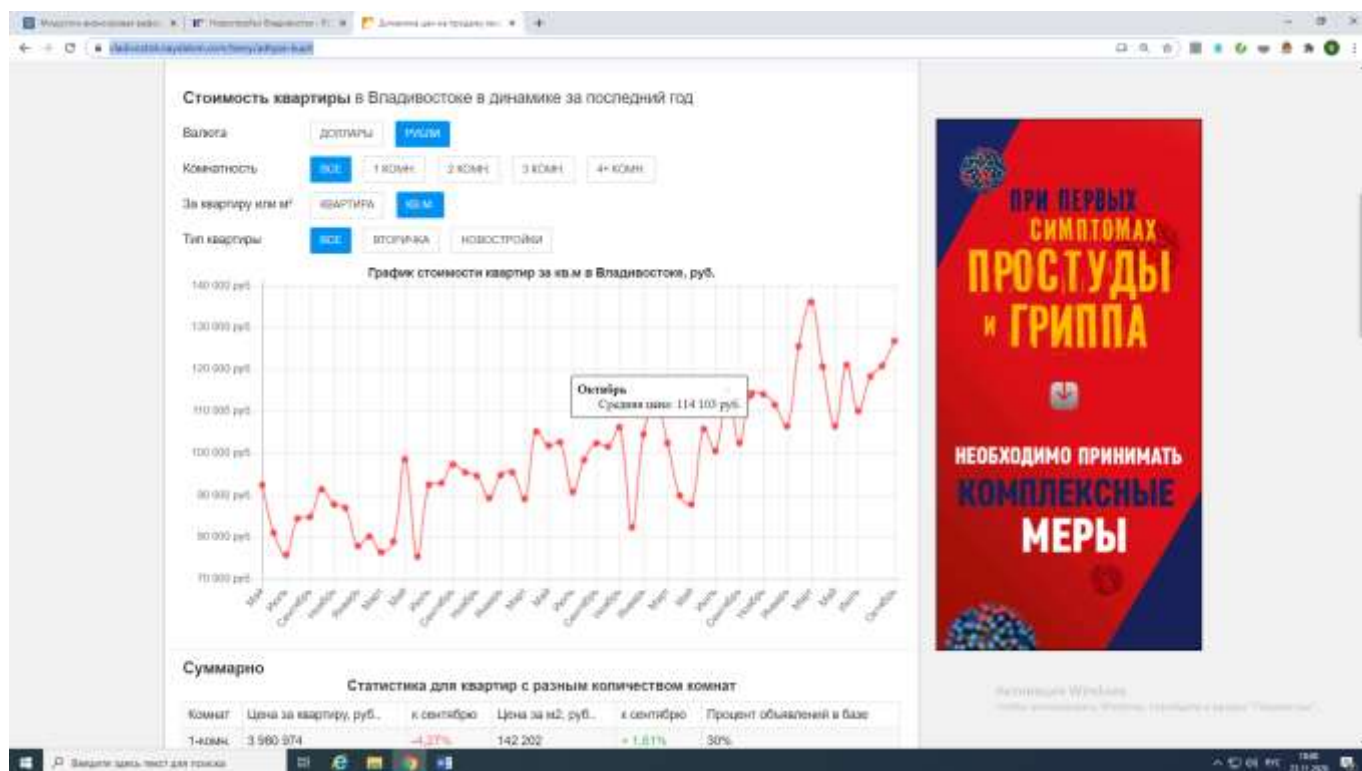 Стоимость квартиры в Владивостоке в динамике за последний год
Валюта ДОЛЛАРЫ РУБЛИ
Комнатность ВСЕ 1 КОМН. 2 КОМН. 3 КОМН. 4+ КОМН.
За квартиру или м² КВАРТИРА КВ.М
Тип квартиры ВСЕ ВТОРИЧКА НОВОСТРОЙКИ
График стоимости квартир за кв.м в Владивостоке, руб.
140 000 руб.
130 000 руб.
120 000 руб.
110 000 руб.
100 000 руб.
90 000 руб.
80 000 руб.
70 000 руб.
Октябрь
Средняя цена: 114 103 руб.
Май Июль Сентябрь Ноябрь Январь Март Май Июль Сентябрь Ноябрь Январь Март Май Июль Сентябрь Ноябрь Январь Март Май Июль Сентябрь Ноябрь Январь Март Май Июль Октябрь
Суммарно
Статистика для квартир с разным количеством комнат
Комнат Цена за квартиру, руб.. к сентябрю Цена за м2, руб.. к сентябрю Процент объявлений в базе
1-комн. 3 980 974 -4,27% 142 202 + 1,61% 30%
ПРИ ПЕРВЫХ
СИМПТОМАХ
ПРОСТУДЫ
И ГРИППА
НЕОБХОДИМО ПРИНИМАТЬ
КОМПЛЕКСНЫЕ
МЕРЫ
Активация Windows
Введите здесь текст для поиска
РУС